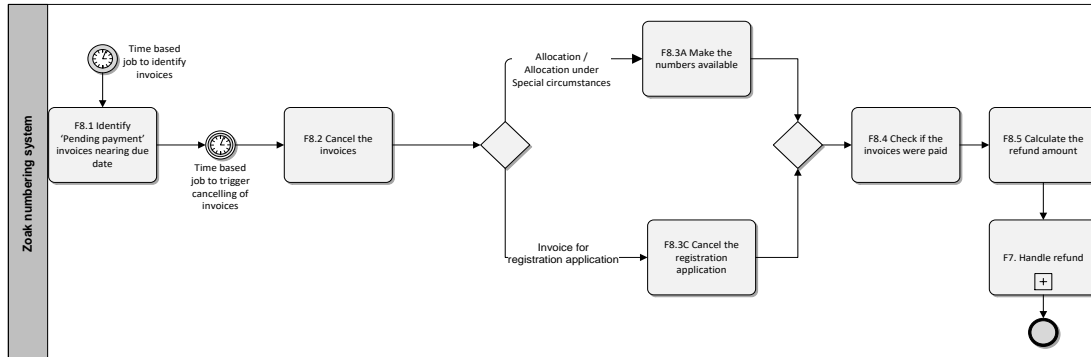 Zoak numbering system
Time based
job to identify
invoices
F8.1 Identify
'Pending payment'
invoices nearing due
date
Time based
job to trigger
cancelling of
invoices
F8.2 Cancel the
invoices
Allocation /
Allocation under
Special circumstances
F8.3A Make the
numbers available
Invoice for
registration application
F8.3C Cancel the
registration
application
F8.4 Check if the
invoices were paid
F8.5 Calculate the
refund amount
F7. Handle refund
+